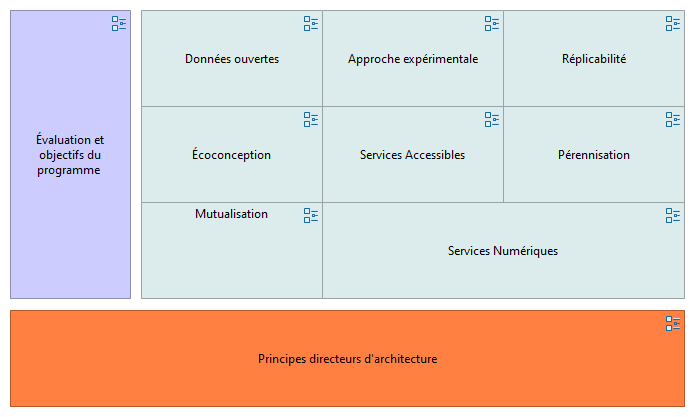 Évaluation et
objectifs du
programme
Données ouvertes
Approche expérimentale
Réplicabilité
Écoconception
Services Accessibles
Pérennisation
Mutualisation
Services Numériques
Principes directeurs d'architecture